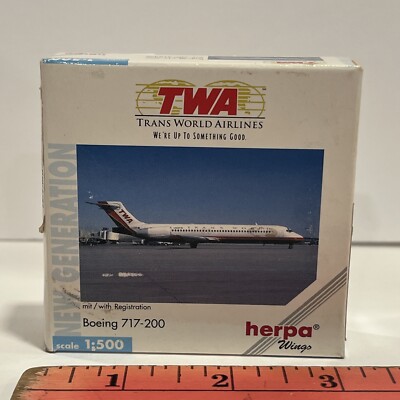 TWA
TRANS WORLD AIRLINES
WE'RE UP TO SOMETHING GOOD.
NEW GENERATION
TWA
mit / with Registration
Boeing 717-200
herpa®
Wings
scale 1:500
1
2
3